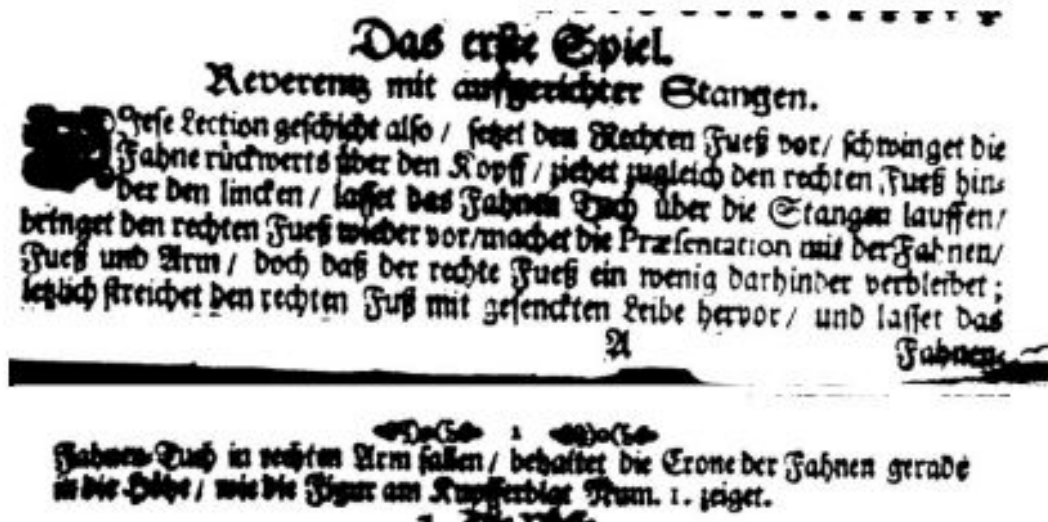 Das erste Spiel.
Reverentz mit auffgerichter Stangen.
Diese Lection geschicht also / setzet den Rechten Fueß vor / schwinget die
Fahne rückwerts über den Kopff / ziehet zugleich den rechten Fueß hin-
der den lincken / lasset das Fahnen Tuch über die Stangen lauffen /
bringet den rechten Fueß wieder vor / machet die Præsentation mit der Fahnen /
Fueß und Arm / doch daß der rechte Fueß ein wenig darhinder verbleibet ;
letzlich streichet den rechten Fuß mit gesenckten Leibe hervor / und lasset das
A Fahnen-
1
Fahnen-Tuch in rechten Arm fallen / behaltet die Crone der Fahnen gerade
in die Höhe / wie die Figur am Kupfferblat Num. 1. zeiget.